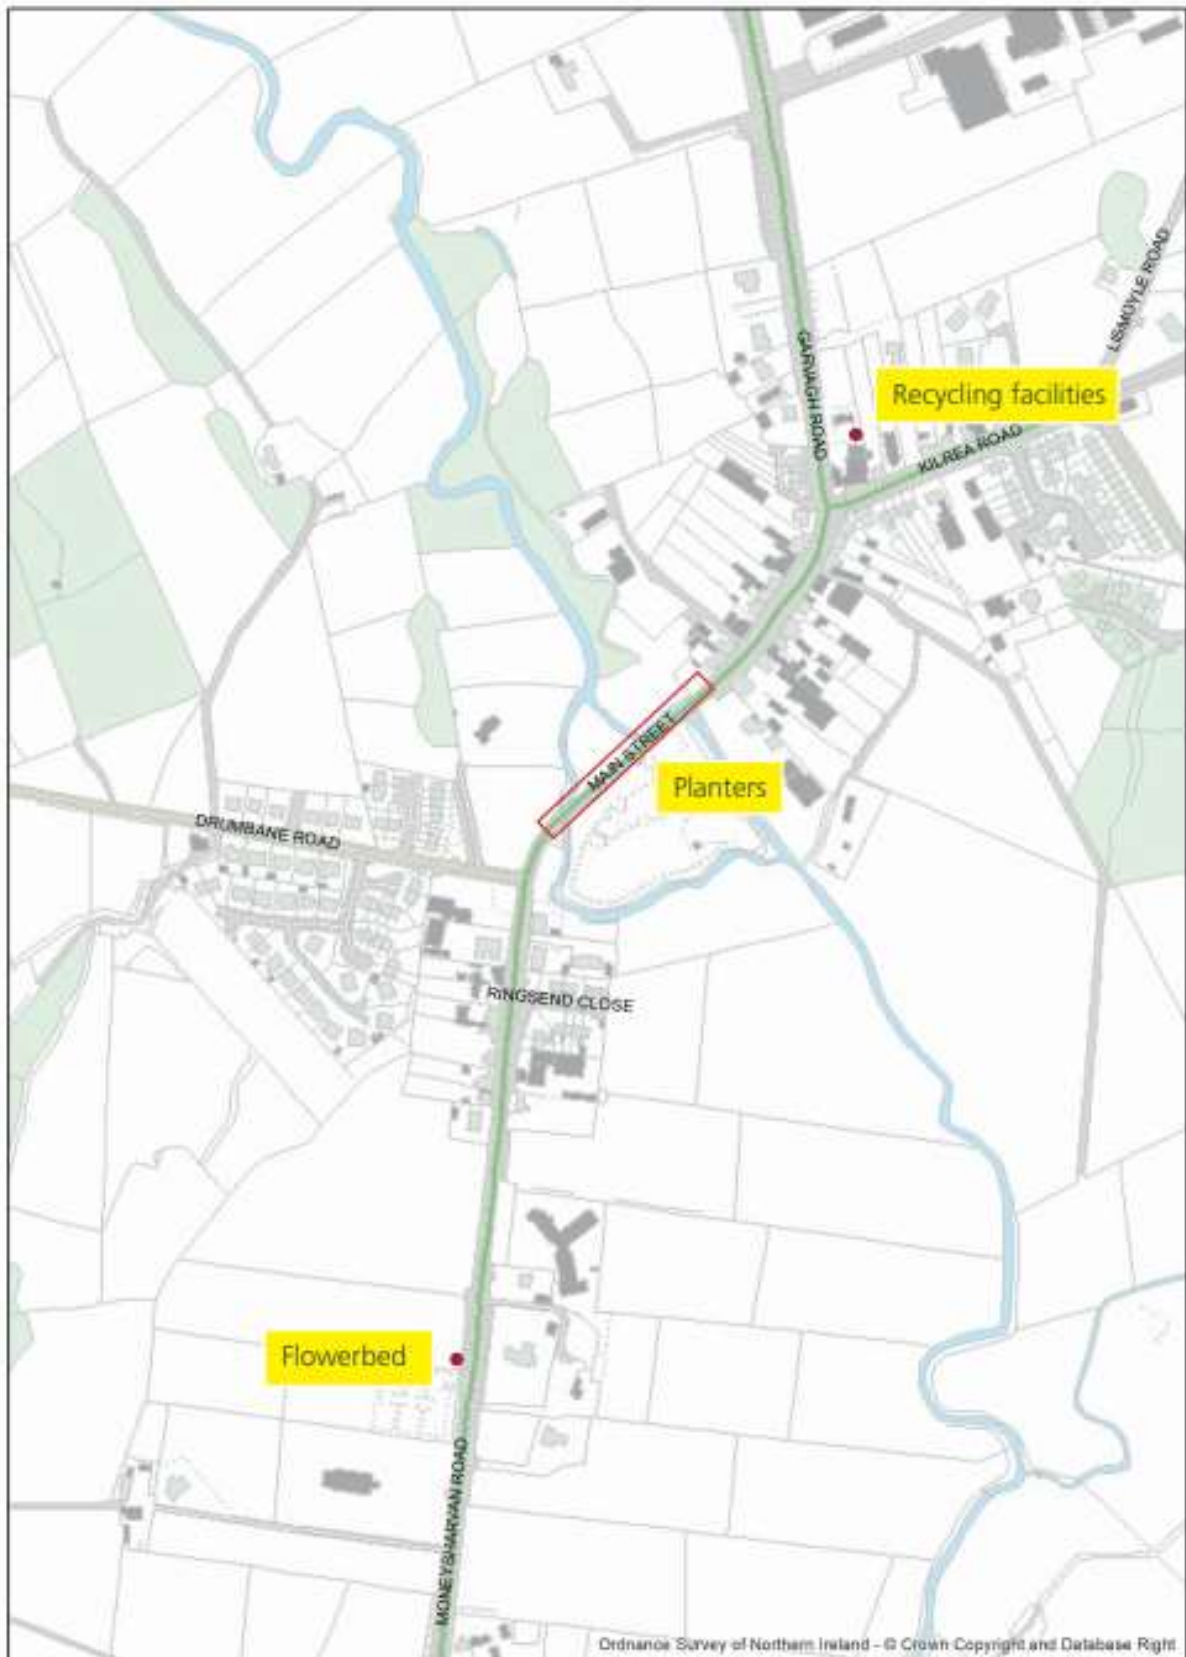 LISMOYLE ROAD
GARVAGH ROAD
Recycling facilities
KILREA ROAD
MAIN STREET
Planters
DRUMBANE ROAD
RINGSEND CLOSE
Flowerbed
MONEYSHARVAN ROAD
Ordnance Survey of Northern Ireland - © Crown Copyright and Database Right